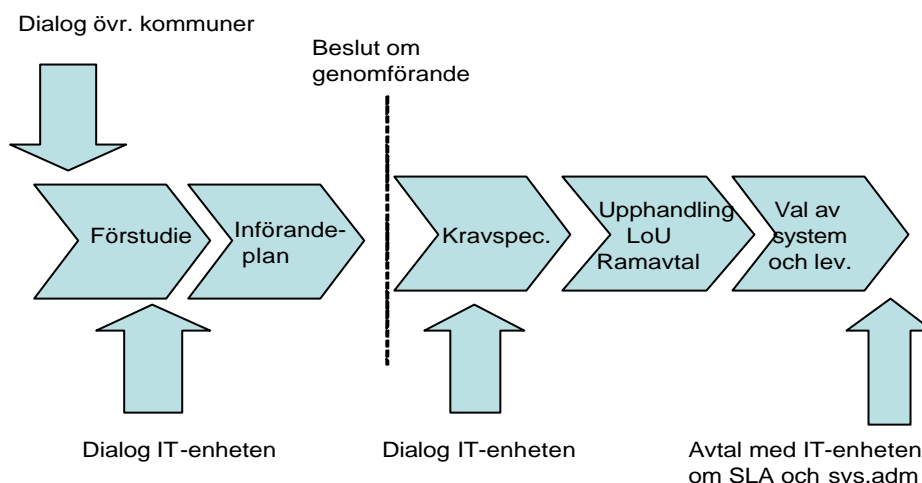 Dialog övr. kommuner
Beslut om
genomförande
Förstudie
Införande-
plan
Kravspec.
Upphandling
LoU
Ramavtal
Val av
system
och lev.
Dialog IT-enheten
Dialog IT-enheten
Avtal med IT-enheten
om SLA och sys.adm